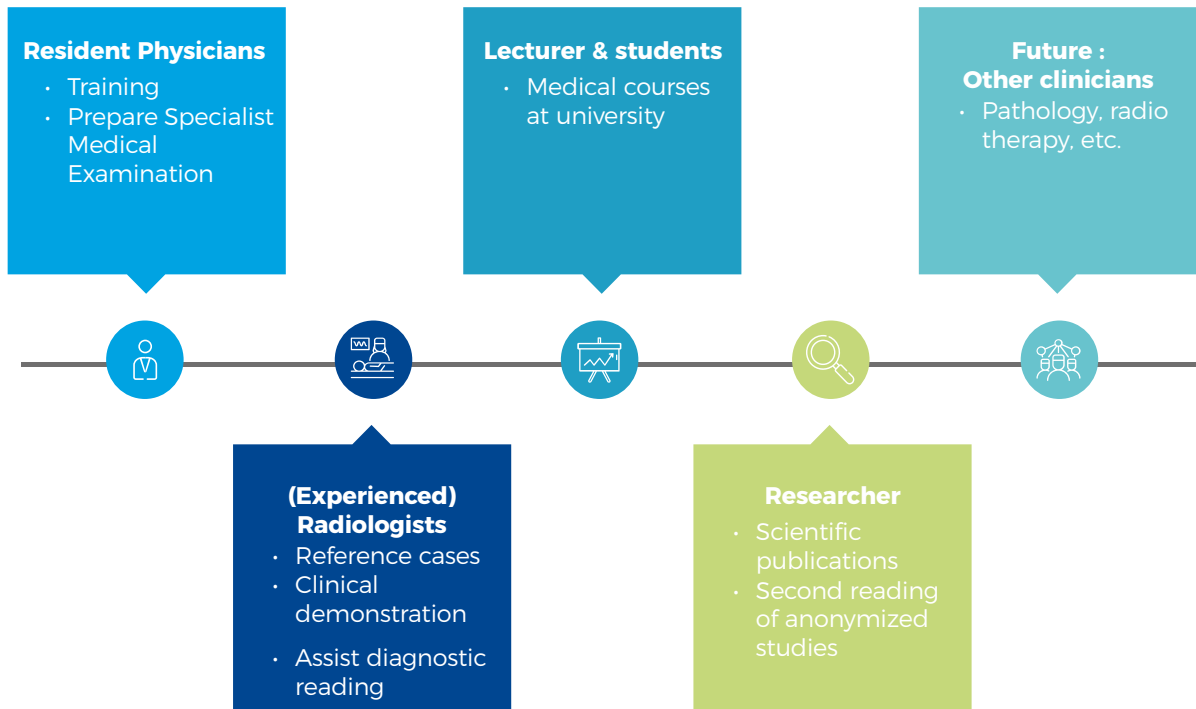 Resident Physicians
• Training
• Prepare Specialist
Medical
Examination
(Experienced)
Radiologists
• Reference cases
• Clinical
demonstration
• Assist diagnostic
reading
Lecturer & students
• Medical courses
at university
Researcher
• Scientific
publications
• Second reading
of anonymized
studies
Future :
Other clinicians
• Pathology, radio
therapy, etc.